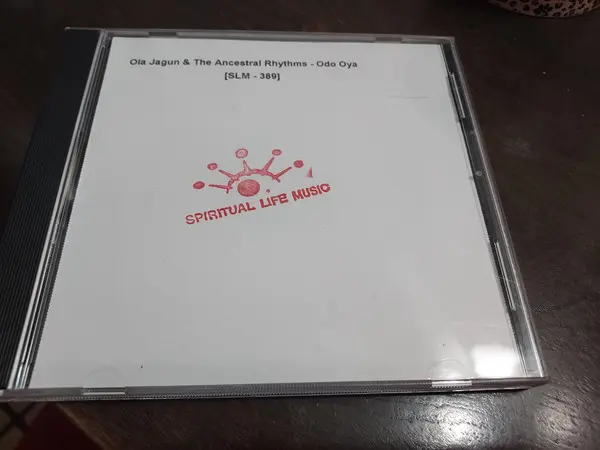 Ola Jagun & The Ancestral Rhythms - Odo Oya
[SLM - 389]
SPIRITUAL LIFE MUSIC